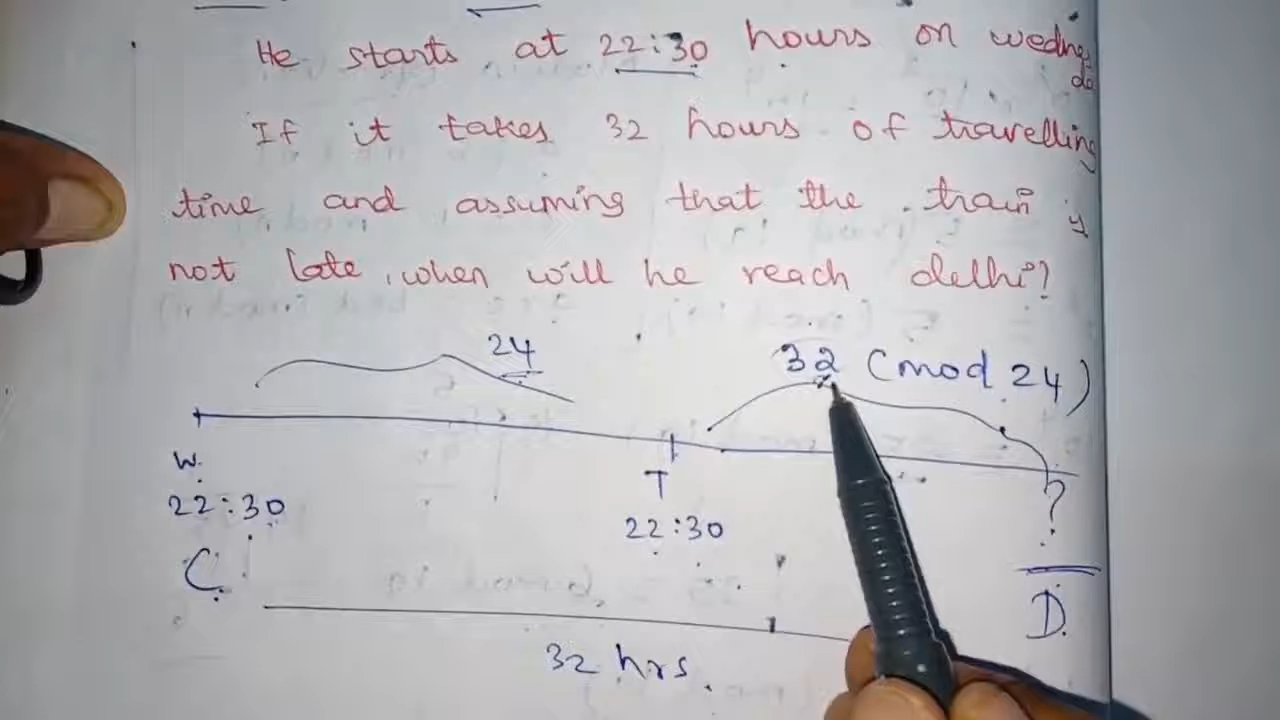 He starts at 22:30 hours on wednesda
If it takes 32 hours of travelling
time and assuming that the train is
not late, when will he reach delhi?
24
32 (mod 24)
W. T ?
22:30 22:30
C D.
32 hrs.